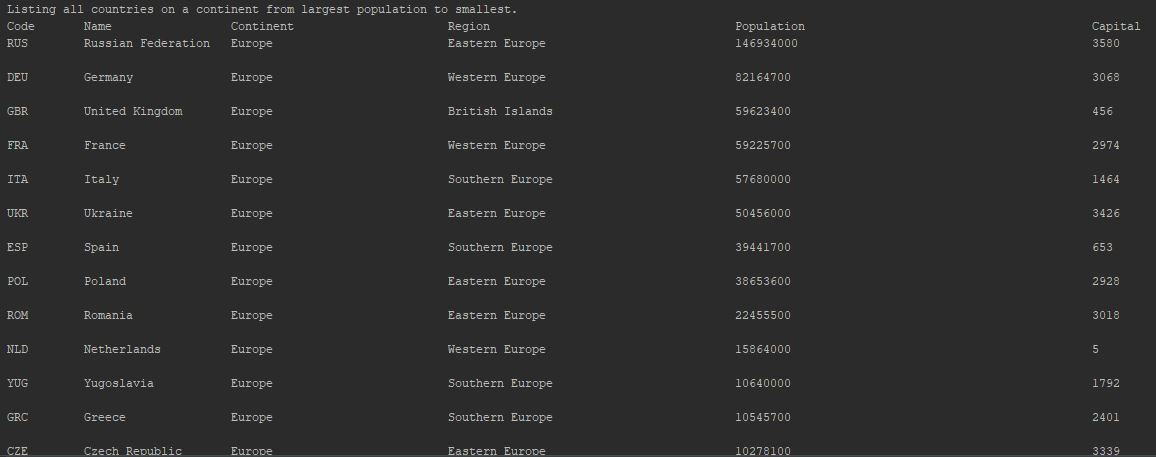 Listing all countries on a continent from largest population to smallest.
Code Name Continent Region Population Capital
RUS Russian Federation Europe Eastern Europe 146934000 3580
DEU Germany Europe Western Europe 82164700 3068
GBR United Kingdom Europe British Islands 59623400 456
FRA France Europe Western Europe 59225700 2974
ITA Italy Europe Southern Europe 57680000 1464
UKR Ukraine Europe Eastern Europe 50456000 3426
ESP Spain Europe Southern Europe 39441700 653
POL Poland Europe Eastern Europe 38653600 2928
ROM Romania Europe Eastern Europe 22455500 3018
NLD Netherlands Europe Western Europe 15864000 5
YUG Yugoslavia Europe Southern Europe 10640000 1792
GRC Greece Europe Southern Europe 10545700 2401
CZE Czech Republic Europe Eastern Europe 10278100 3339